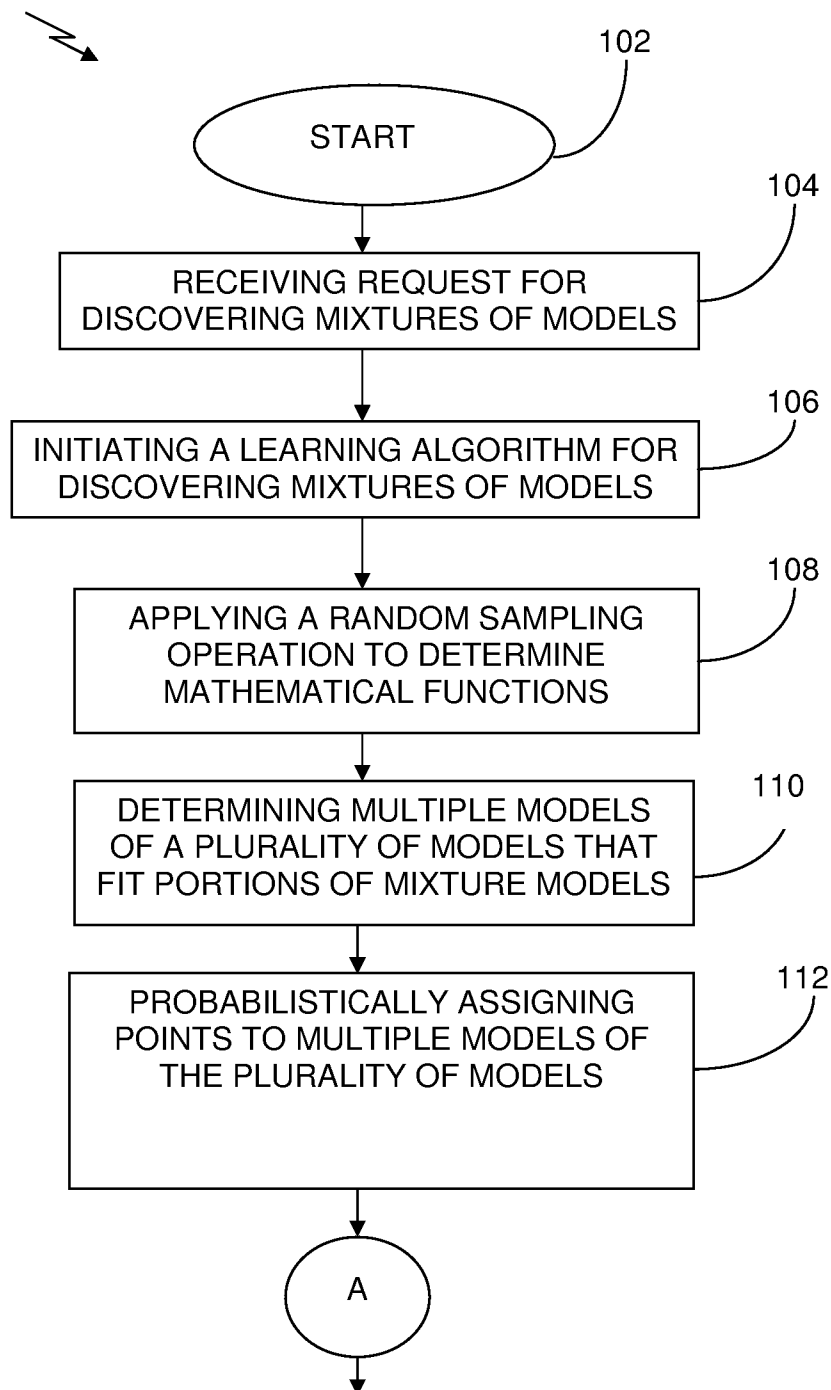 102
START
104
RECEIVING REQUEST FOR
DISCOVERING MIXTURES OF MODELS
106
INITIATING A LEARNING ALGORITHM FOR
DISCOVERING MIXTURES OF MODELS
108
APPLYING A RANDOM SAMPLING
OPERATION TO DETERMINE
MATHEMATICAL FUNCTIONS
110
DETERMINING MULTIPLE MODELS
OF A PLURALITY OF MODELS THAT
FIT PORTIONS OF MIXTURE MODELS
112
PROBABILISTICALLY ASSIGNING
POINTS TO MULTIPLE MODELS OF
THE PLURALITY OF MODELS
A